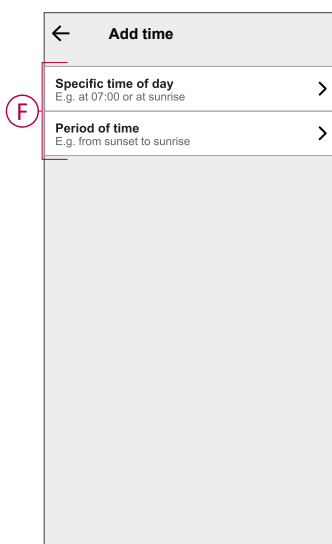 Add time
Specific time of day
E.g. at 07:00 or at sunrise
F
Period of time
E.g. from sunset to sunrise